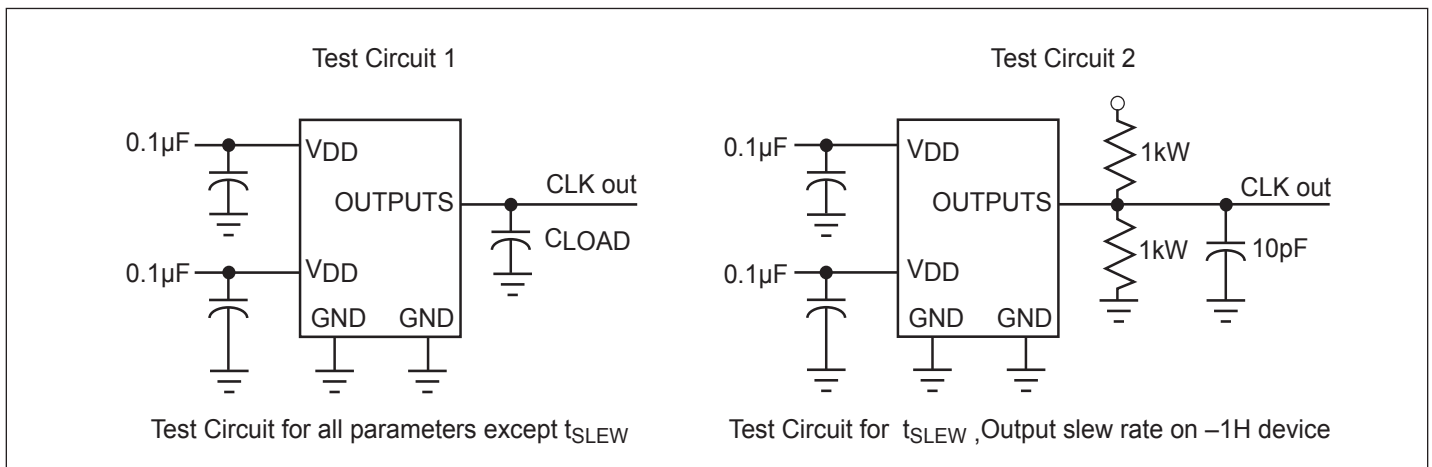 Test Circuit 1
0.1µF
VDD
OUTPUTS
CLK out
CLOAD
0.1µF
VDD
GND GND
Test Circuit for all parameters except tSLEW
Test Circuit 2
0.1µF
VDD
1kW
OUTPUTS
CLK out
0.1µF
VDD
1kW
10pF
GND GND
Test Circuit for tSLEW ,Output slew rate on –1H device